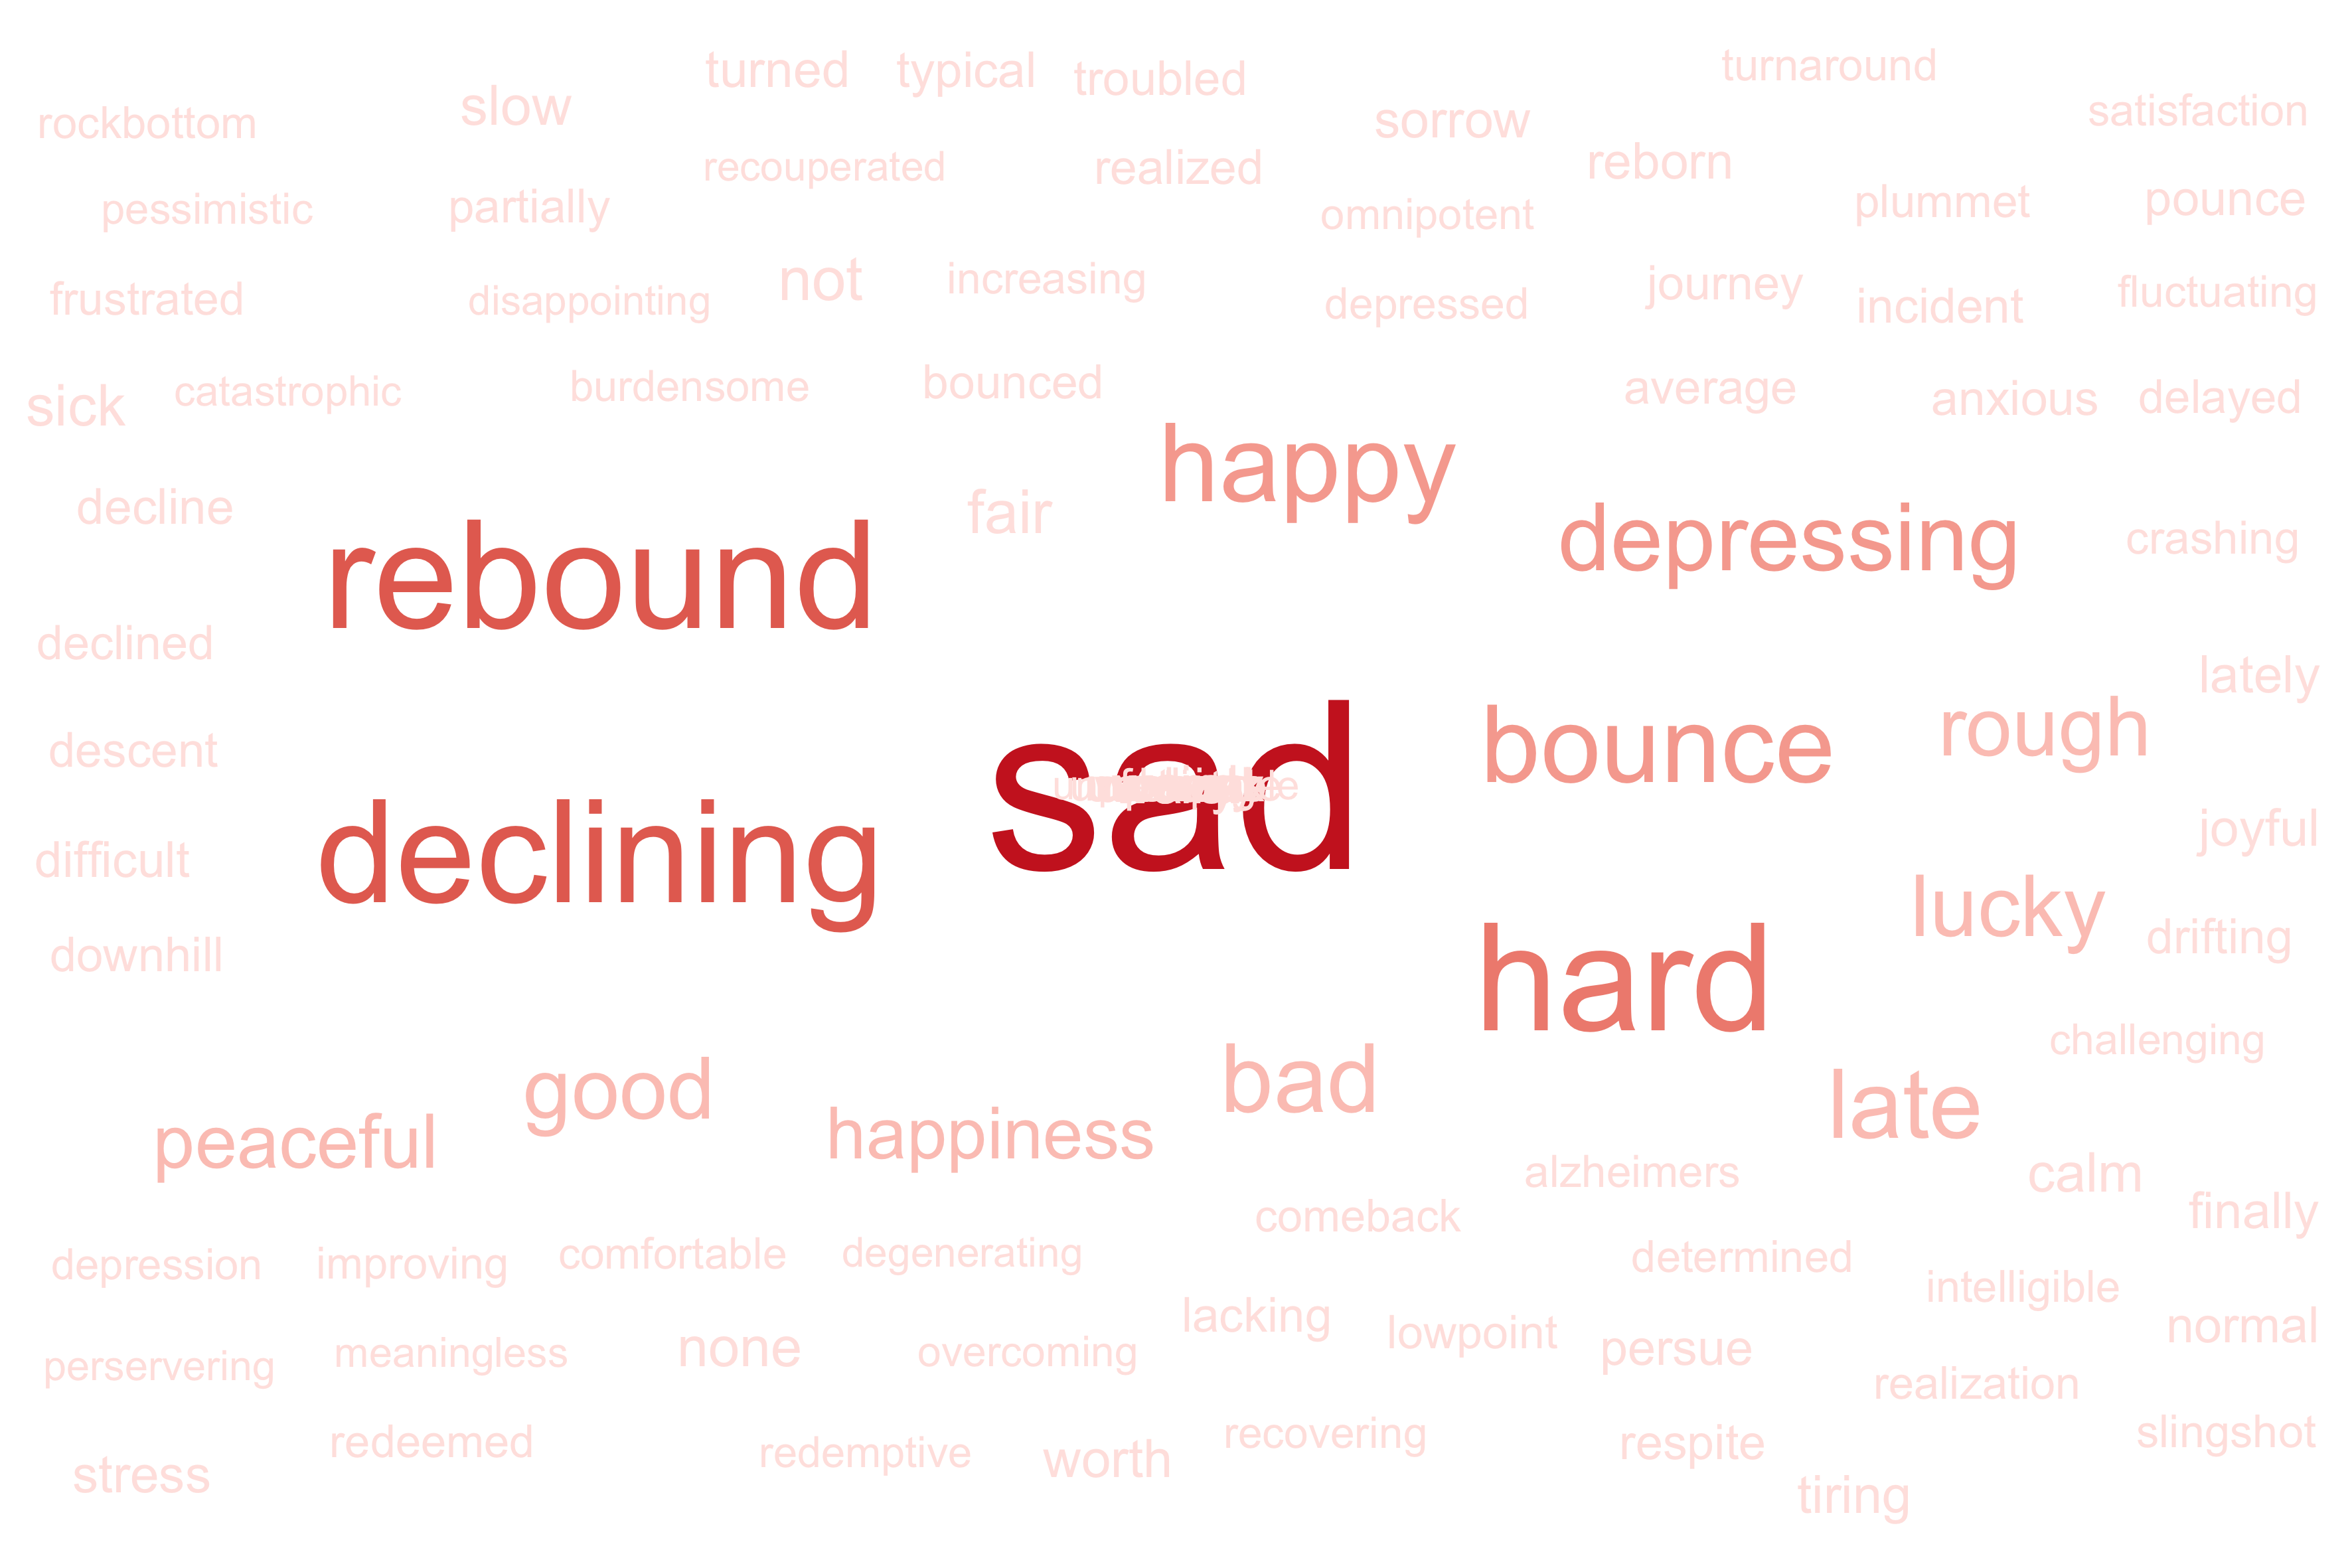 turned typical troubled turnaround
rockbottom slow sorrow satisfaction
pessimistic partially recouperated realized omnipotent reborn plummet pounce
frustrated disappointing not increasing depressed journey incident fluctuating
sick catastrophic burdensome bounced average anxious delayed
decline rebound fair happy depressing crashing
declined lately
descent bounce rough
difficult declining sad joyful
downhill hard lucky drifting
challenging
peaceful good happiness bad late
alzheimers calm
comeback finally
depression improving comfortable degenerating determined intelligible
lacking lowpoint normal
perservering meaningless none overcoming persue
realization
stress redeemed redemptive worth recovering respite slingshot
tiring